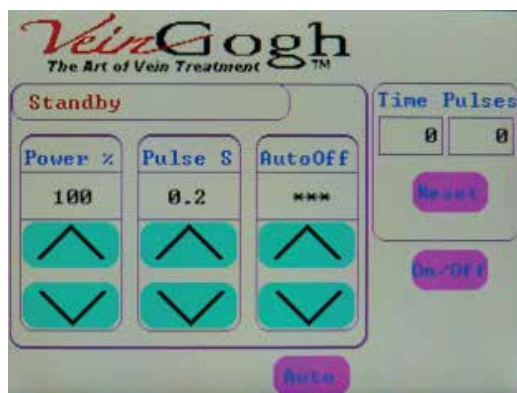 VeinGogh
The Art of Vein Treatment TM
Standby
Time Pulses
0 0
Power % Pulse S AutoOff
100 0.2 ***
Reset
On/Off
Auto